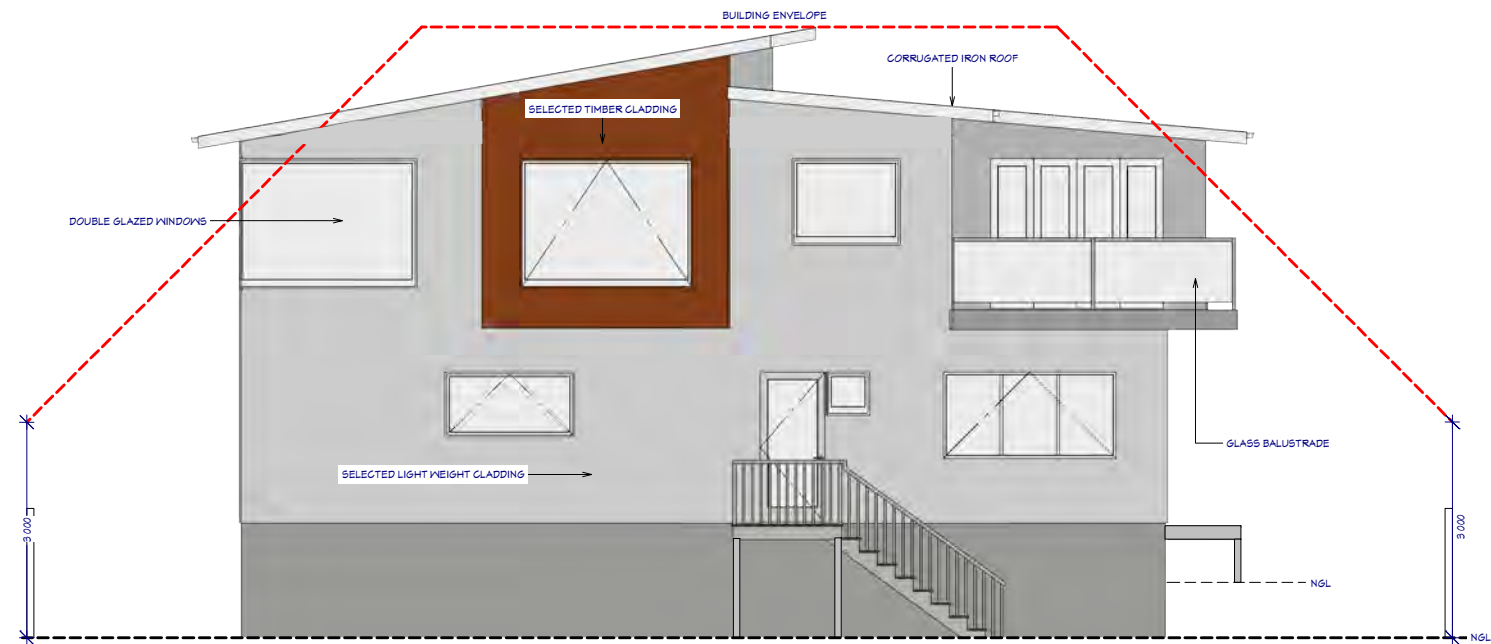 BUILDING ENVELOPE
CORRUGATED IRON ROOF
SELECTED TIMBER CLADDING
DOUBLE GLAZED WINDOWS
GLASS BALUSTRADE
SELECTED LIGHT WEIGHT CLADDING
3 000
3 000
NGL
NGL